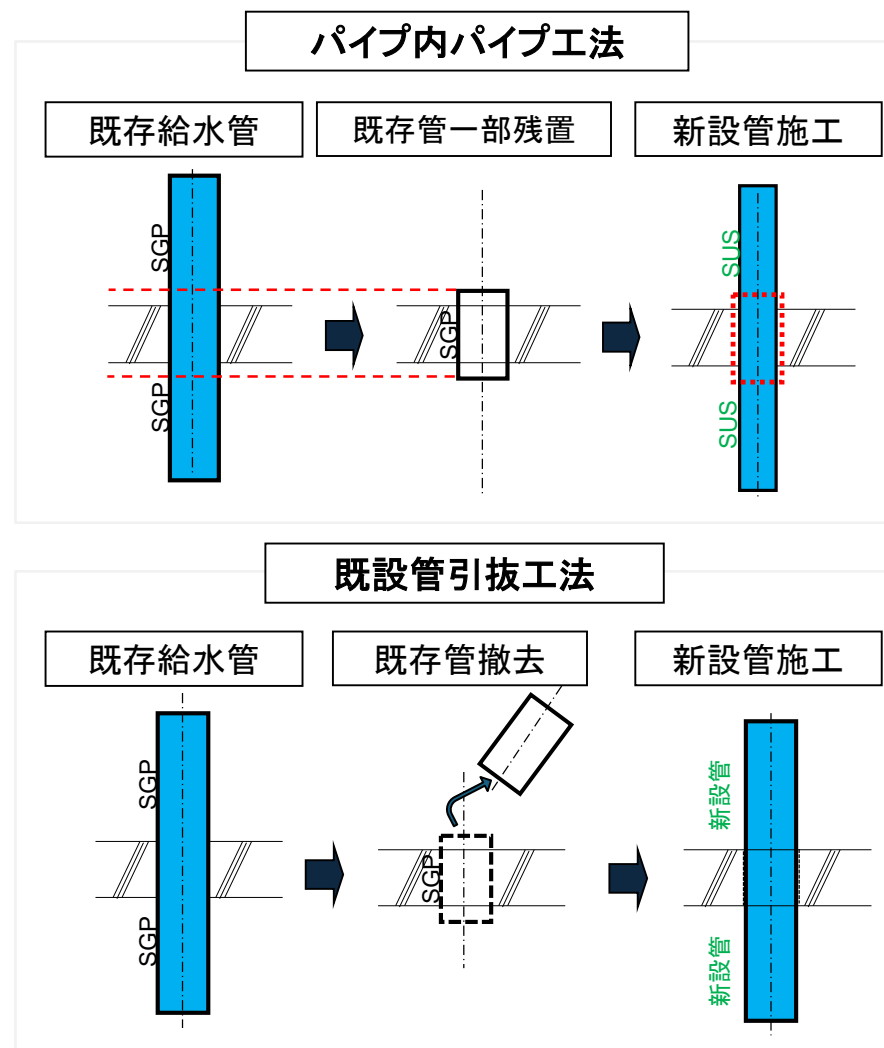 パイプ内パイプ工法
既存給水管
既存管一部残置
新設管施工
SGP
SGP
SGP
SUS
SUS
既設管引抜工法
既存給水管
既存管撤去
新設管施工
SGP
SGP
SGP
新設管
新設管